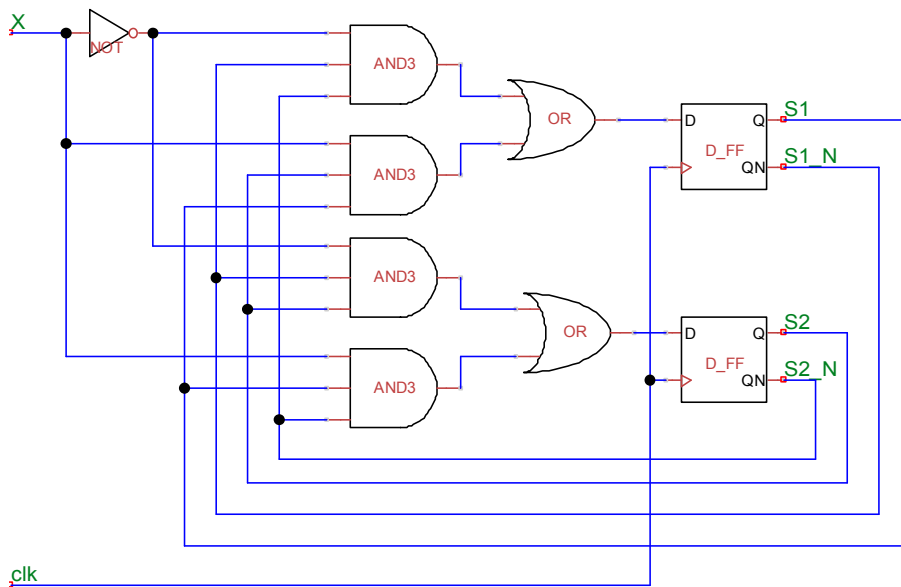 X
NOT
AND3
OR
S1
D
Q
D_FF
S1_N
QN
AND3
AND3
OR
S2
D
Q
D_FF
S2_N
QN
AND3
clk